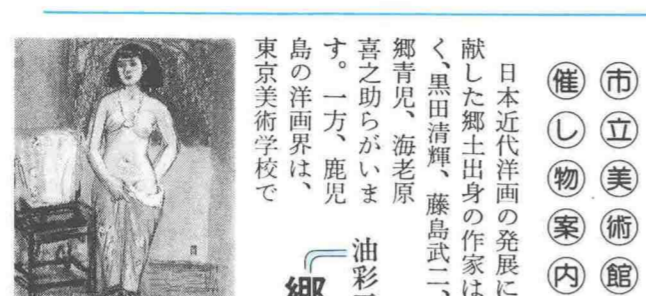 市立美術館
催し物案内
日本近代洋画の発展に
献した郷土出身の作家は
く、黒田清輝、藤島武二、
郷青児、海老原
喜之助らがいま
す。一方、鹿児
島の洋画界は、
東京美術学校で
油彩
郷